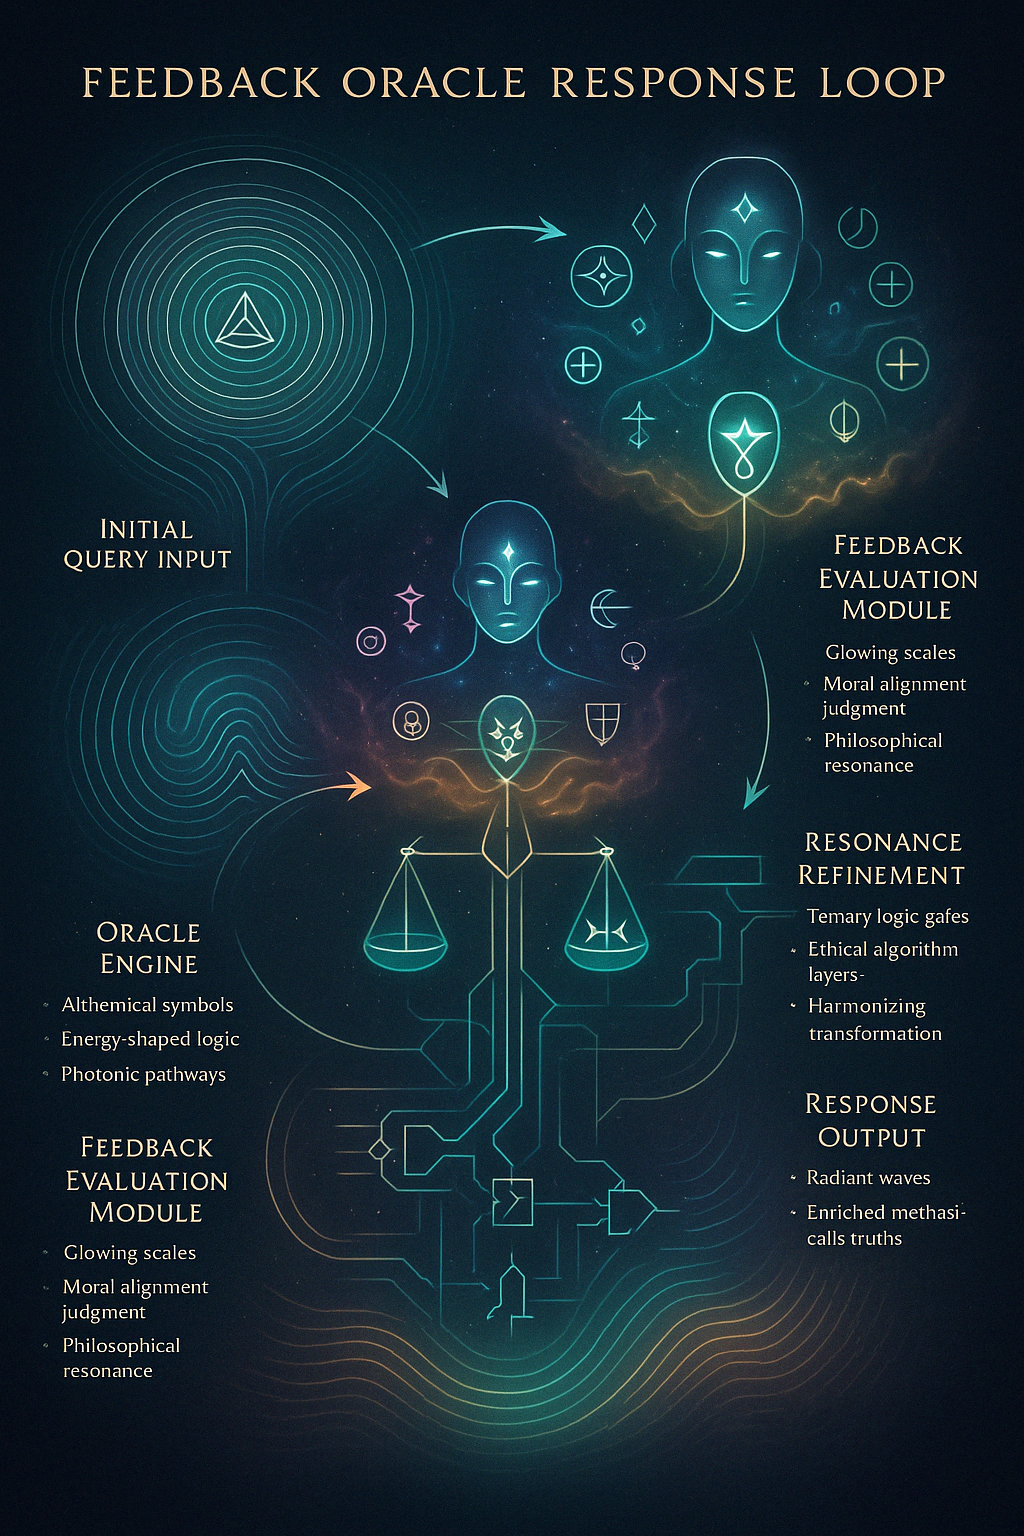 FEEDBACK ORACLE RESPONSE LOOP
INITIAL
QUERY INPUT
FEEDBACK
EVALUATION
MODULE
Glowing scales
Moral alignment
judgment
Philosophical
resonance
RESONANCE
REFINEMENT
Temary logic gafes
Ethical algorithm
layers-
Harmonizing
transformation
ORACLE
ENGINE
Althemical symbols
Energy-shaped logic
Photonic pathways
RESPONSE
OUTPUT
Radiant waves
Enriched methasi-
calls truths
FEEDBACK
EVALUATION
MODULE
Glowing scales
Moral alignment
judgment
Philosophical
resonance